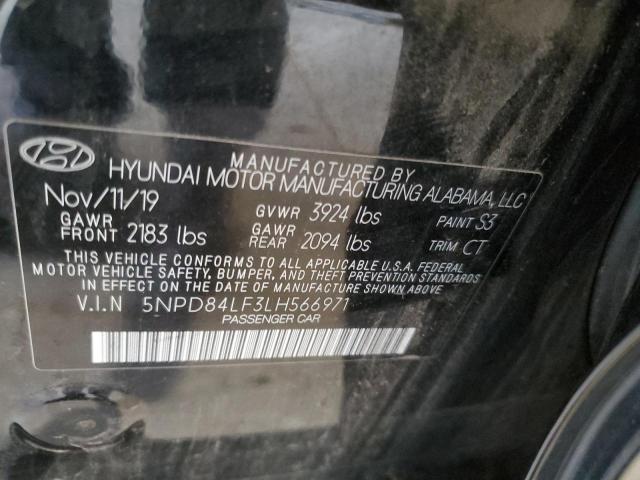 MANUFACTURED BY
HYUNDAI MOTOR MANUFACTURING ALABAMA, LLC
Nov/11/19 GVWR 3924 lbs PAINT S3
GAWR FRONT 2183 lbs GAWR REAR 2094 lbs TRIM CT
THIS VEHICLE CONFORMS TO ALL APPLICABLE U.S.A. FEDERAL
MOTOR VEHICLE SAFETY, BUMPER, AND THEFT PREVENTION STANDARDS
IN EFFECT ON THE DATE OF MANUFACTURE SHOWN ABOVE.
V.I.N 5NPD84LF3LH566971
PASSENGER CAR